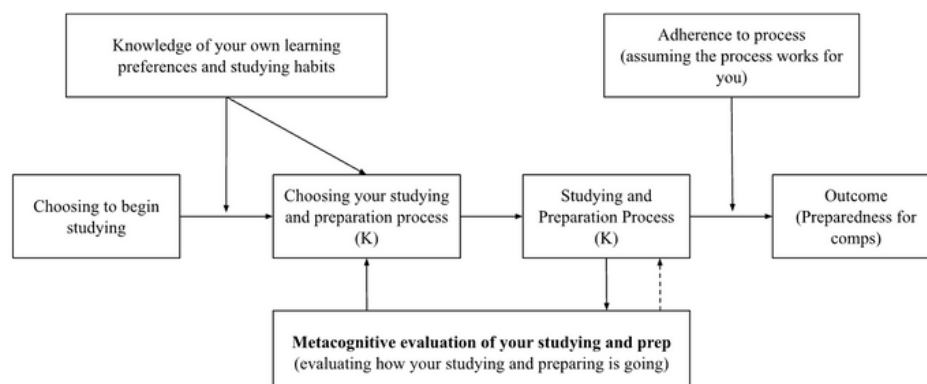 Knowledge of your own learning
preferences and studying habits
Adherence to process
(assuming the process works for
you)
Choosing to begin
studying
Choosing your studying
and preparation process
(K)
Studying and
Preparation Process
(K)
Outcome
(Preparedness for
comps)
Metacognitive evaluation of your studying and prep
(evaluating how your studying and preparing is going)